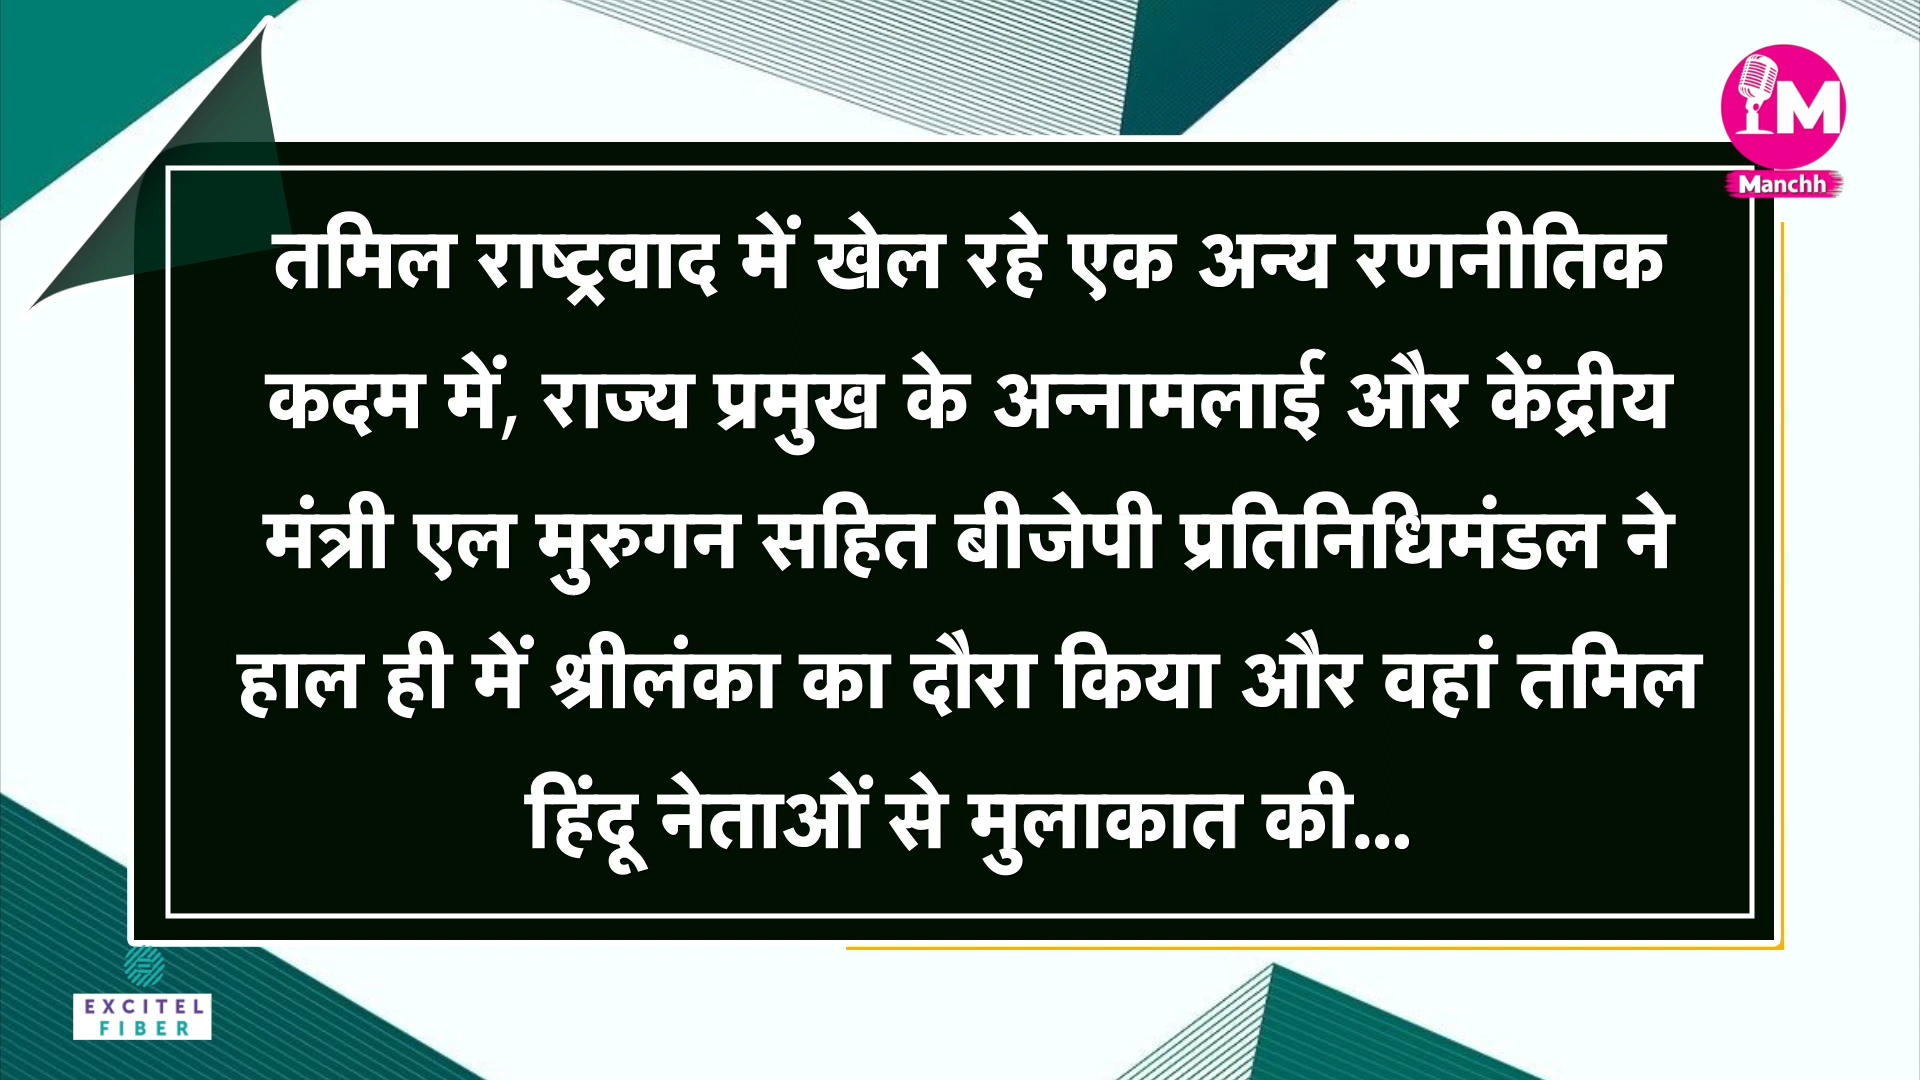 M
Manchh
तमिल राष्ट्रवाद में खेल रहे एक अन्य रणनीतिक
कदम में, राज्य प्रमुख के अन्नामलाई और केंद्रीय
मंत्री एल मुरुगन सहित बीजेपी प्रतिनिधिमंडल ने
हाल ही में श्रीलंका का दौरा किया और वहां तमिल
हिंदू नेताओं से मुलाकात की...
EXCITEL
FIBER